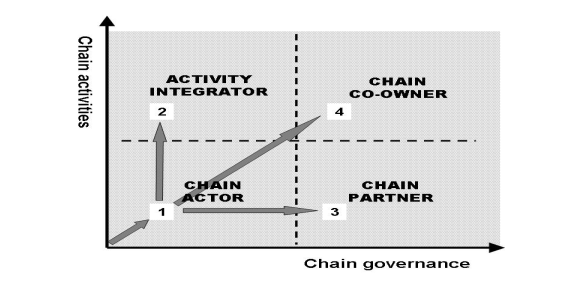 Chain activities
ACTIVITY
INTEGRATOR
CHAIN
CO-OWNER
2
4
CHAIN
ACTOR
CHAIN
PARTNER
1
3
Chain governance